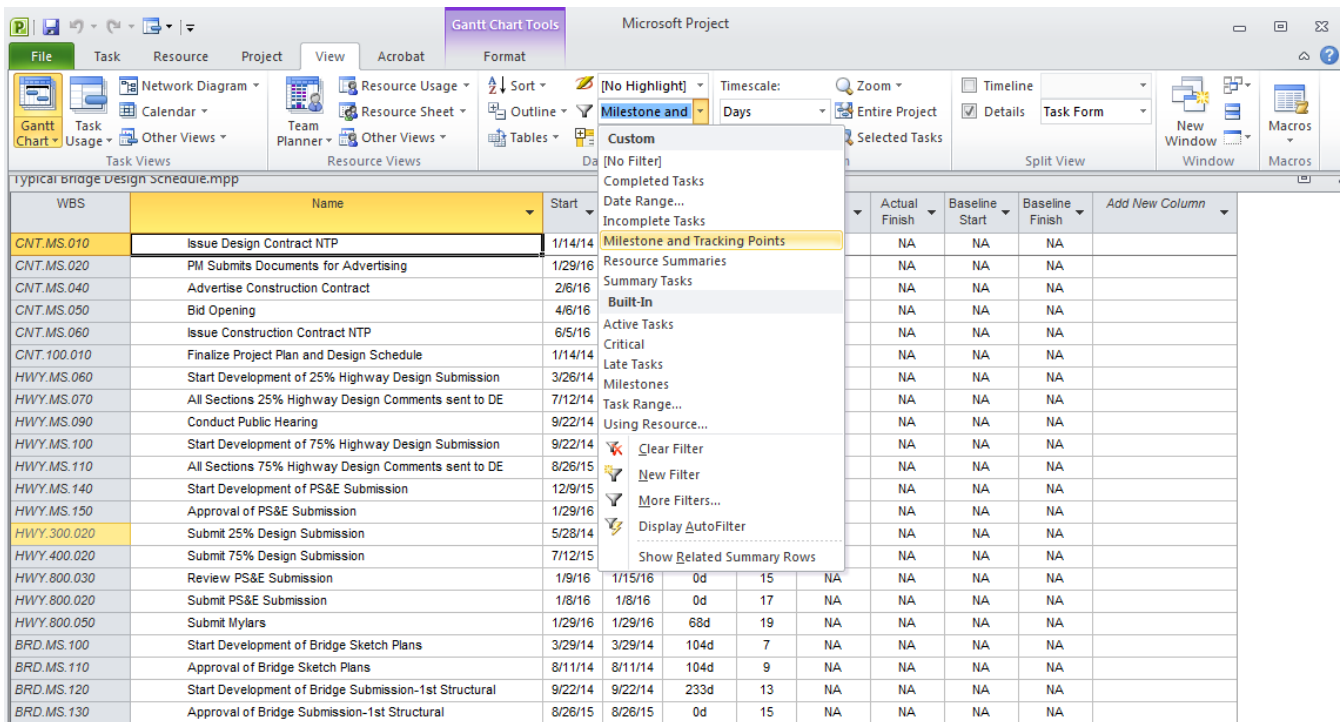 Gantt Chart Tools Microsoft Project
File Task Resource Project View Acrobat Format
Network Diagram Resource Usage Sort [No Highlight] Timescale: Zoom Timeline
Calendar Resource Sheet Outline Milestone and Days Entire Project Details Task Form
Gantt Chart Task Usage Other Views Team Planner Other Views Tables Selected Tasks New Window Macros
Task Views Resource Views Da Split View Window Macros
Typical Bridge Design Schedule.mpp
Custom
[No Filter]
Completed Tasks
Date Range...
Incomplete Tasks
Milestone and Tracking Points
Resource Summaries
Summary Tasks
Built-In
Active Tasks
Critical
Late Tasks
Milestones
Task Range...
Using Resource...
Clear Filter
New Filter
More Filters...
Display AutoFilter
Show Related Summary Rows
WBS Name Start Actual Finish Baseline Start Baseline Finish Add New Column
CNT.MS.010 Issue Design Contract NTP 1/14/14 NA NA NA
CNT.MS.020 PM Submits Documents for Advertising 1/29/16 NA NA NA
CNT.MS.040 Advertise Construction Contract 2/6/16 NA NA NA
CNT.MS.050 Bid Opening 4/6/16 NA NA NA
CNT.MS.060 Issue Construction Contract NTP 6/5/16 NA NA NA
CNT.100.010 Finalize Project Plan and Design Schedule 1/14/14 NA NA NA
HWY.MS.060 Start Development of 25% Highway Design Submission 3/26/14 NA NA NA
HWY.MS.070 All Sections 25% Highway Design Comments sent to DE 7/12/14 NA NA NA
HWY.MS.090 Conduct Public Hearing 9/22/14 NA NA NA
HWY.MS.100 Start Development of 75% Highway Design Submission 9/22/14 NA NA NA
HWY.MS.110 All Sections 75% Highway Design Comments sent to DE 8/26/15 NA NA NA
HWY.MS.140 Start Development of PS&E Submission 12/9/15 NA NA NA
HWY.MS.150 Approval of PS&E Submission 1/29/16 NA NA NA
HWY.300.020 Submit 25% Design Submission 5/28/14 NA NA NA
HWY.400.020 Submit 75% Design Submission 7/12/15 NA NA NA
HWY.800.030 Review PS&E Submission 1/9/16 1/15/16 0d 15 NA NA NA NA
HWY.800.020 Submit PS&E Submission 1/8/16 1/8/16 0d 17 NA NA NA NA
HWY.800.050 Submit Mylars 1/29/16 1/29/16 68d 19 NA NA NA NA
BRD.MS.100 Start Development of Bridge Sketch Plans 3/29/14 3/29/14 104d 7 NA NA NA NA
BRD.MS.110 Approval of Bridge Sketch Plans 8/11/14 8/11/14 104d 9 NA NA NA NA
BRD.MS.120 Start Development of Bridge Submission-1st Structural 9/22/14 9/22/14 233d 13 NA NA NA NA
BRD.MS.130 Approval of Bridge Submission-1st Structural 8/26/15 8/26/15 0d 15 NA NA NA NA